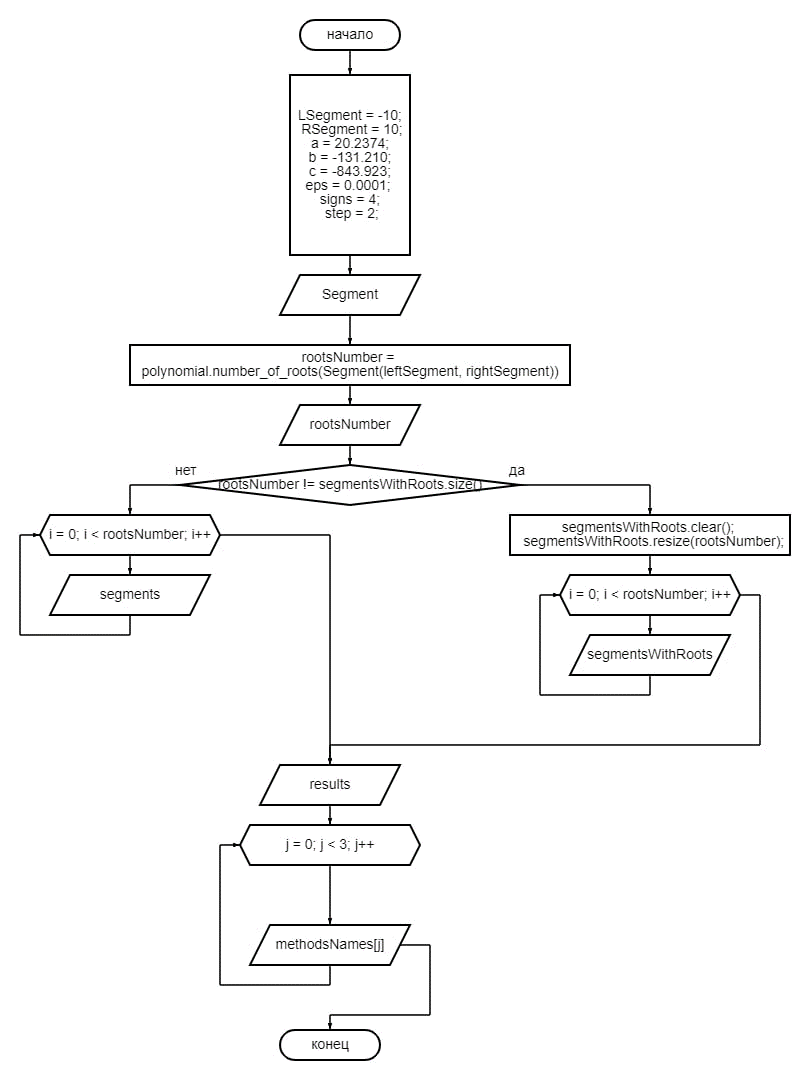 начало
LSegment = -10;
RSegment = 10;
a = 20.2374;
b = -131.210;
c = -843.923;
eps = 0.0001;
signs = 4;
step = 2;
Segment
rootsNumber =
polynomial.number_of_roots(Segment(leftSegment, rightSegment))
rootsNumber
нет
rootsNumber != segmentsWithRoots.size()
да
i = 0; i < rootsNumber; i++
segments
segmentsWithRoots.clear();
segmentsWithRoots.resize(rootsNumber);
i = 0; i < rootsNumber; i++
segmentsWithRoots
results
j = 0; j < 3; j++
methodsNames[j]
конец